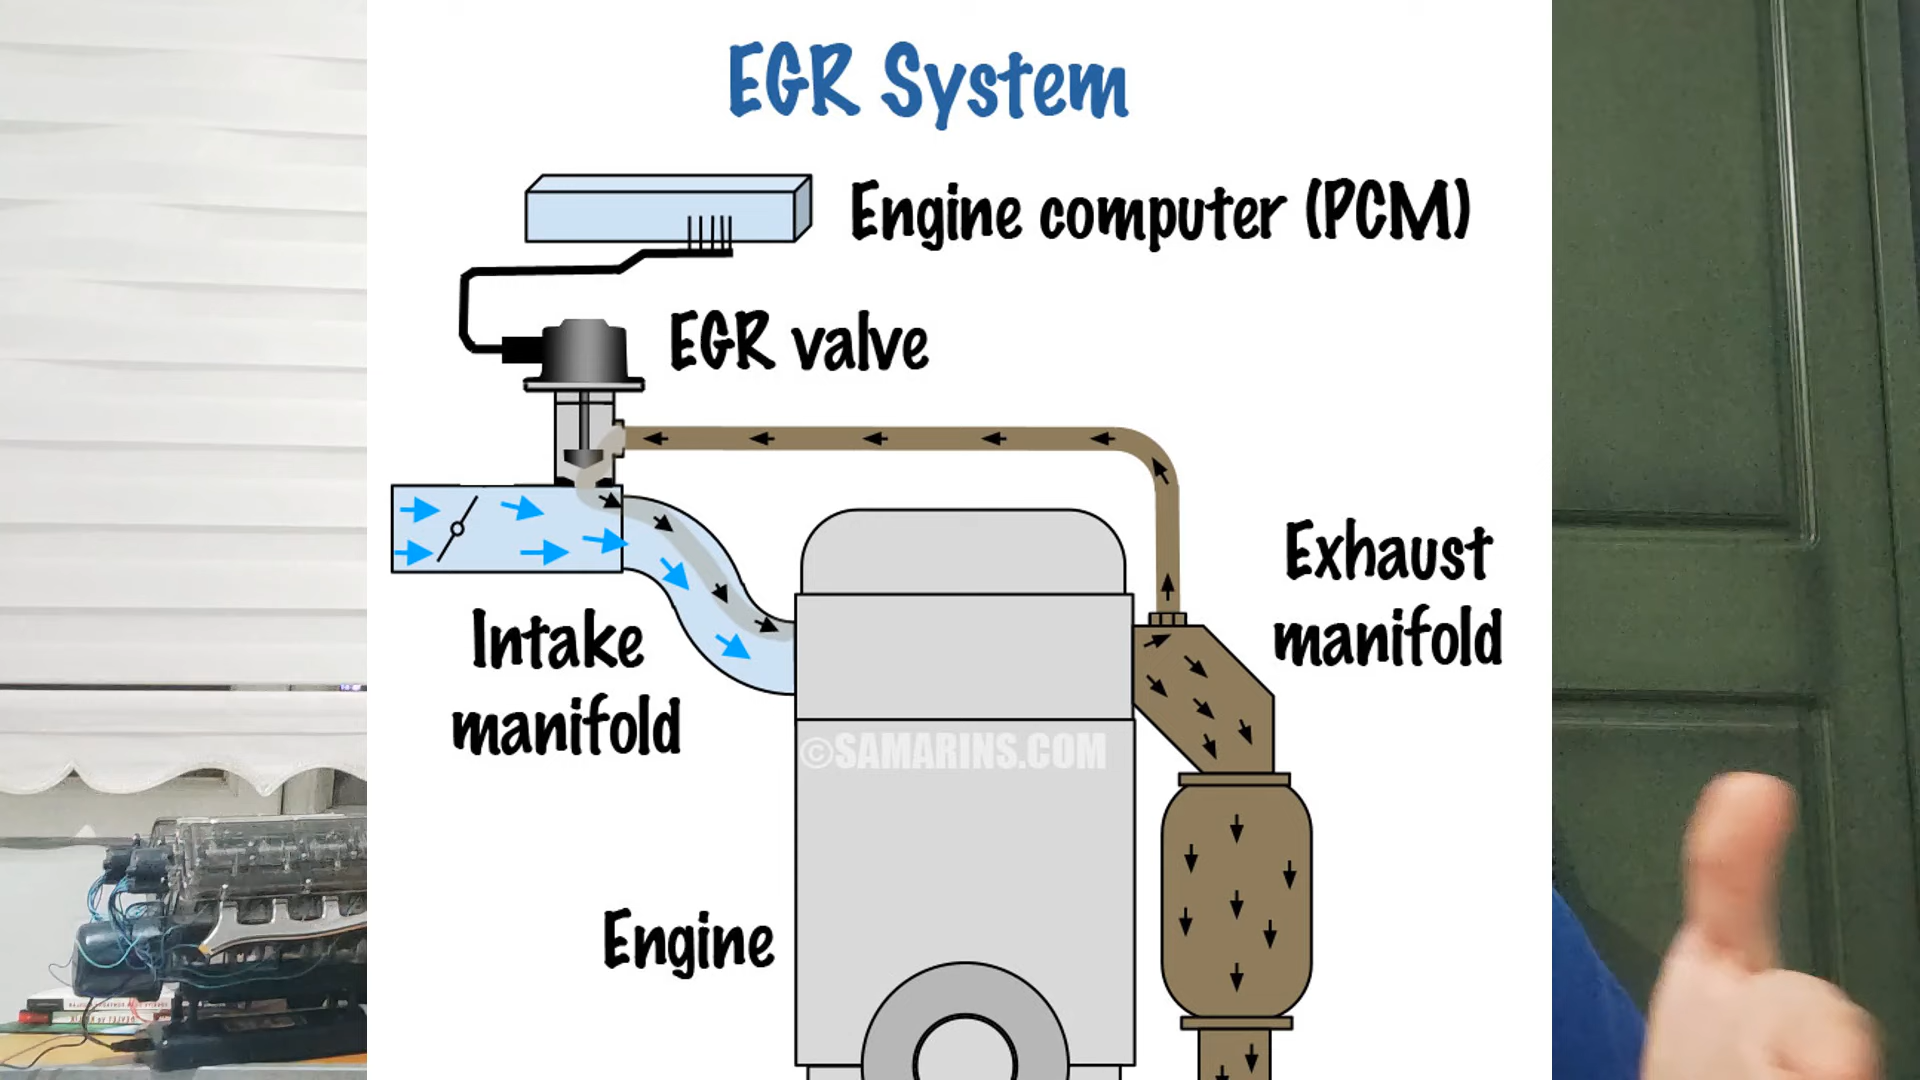 EGR System
Engine computer (PCM)
EGR valve
Exhaust
manifold
Intake
manifold
©SAMARINS.COM
Engine